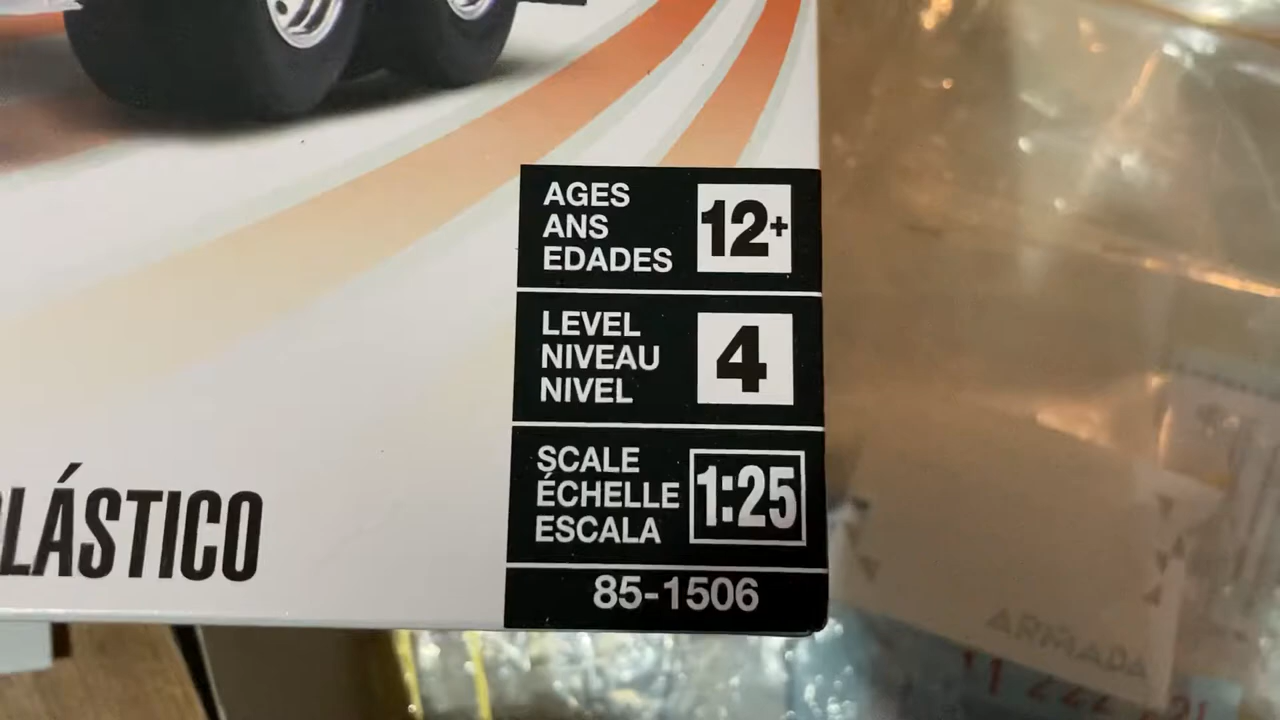 AGES
ANS
EDADES
12+
LEVEL
NIVEAU
NIVEL
4
SCALE
ÉCHELLE
ESCALA
1:25
85-1506
LÁSTICO
ARMADA